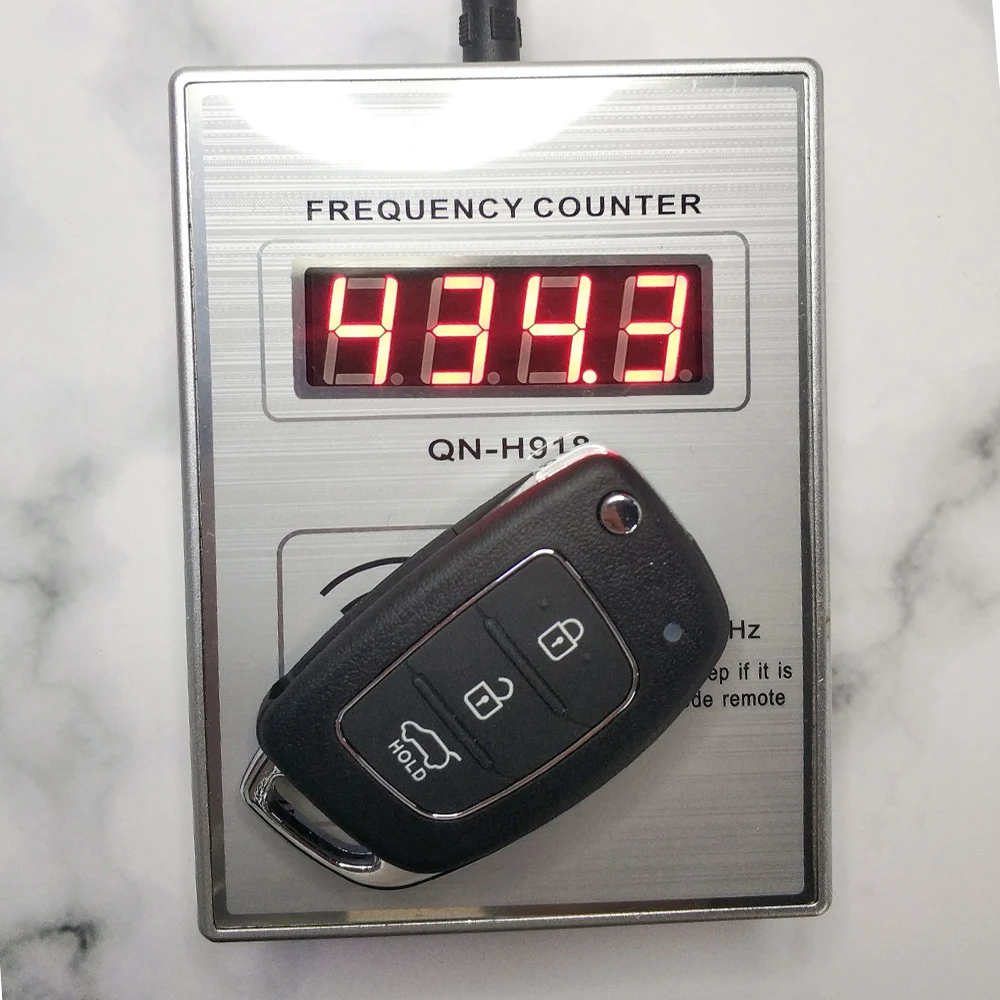 FREQUENCY COUNTER
434.3
QN-H918
Hz
ep if it is
de remote
HOLD